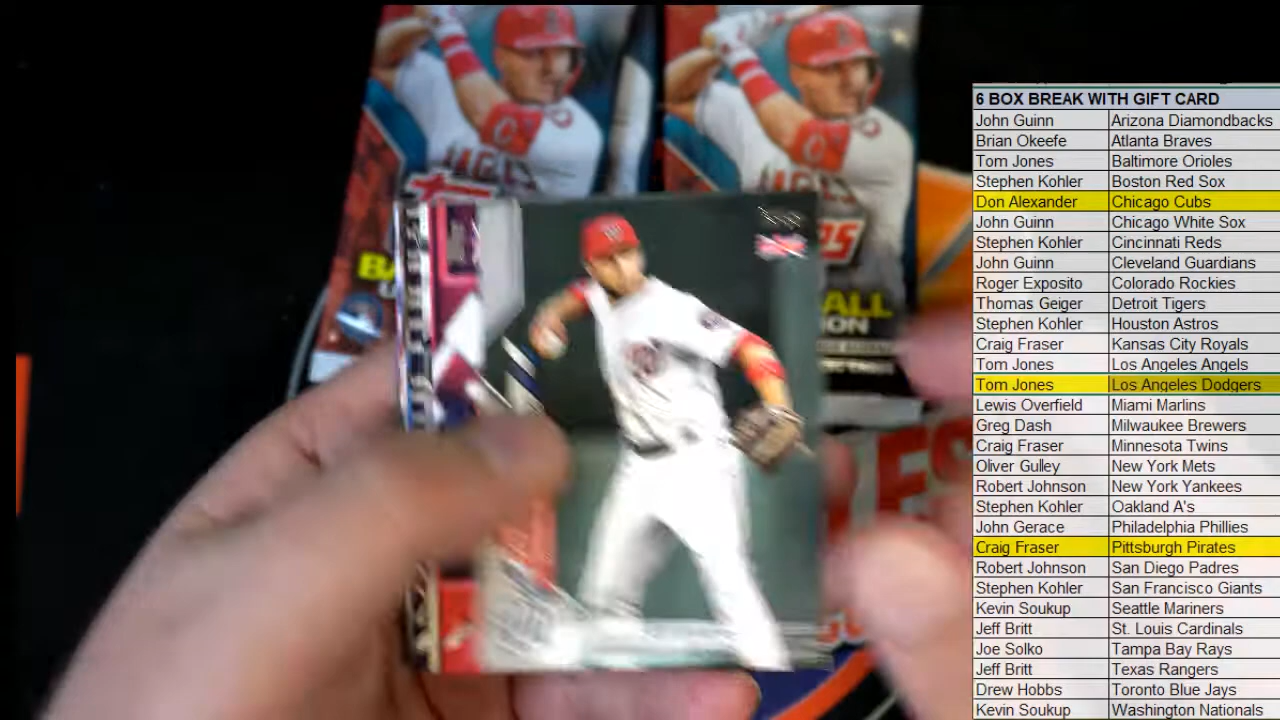 6 BOX BREAK WITH GIFT CARD
John Guinn Arizona Diamondbacks
Brian Okeefe Atlanta Braves
Tom Jones Baltimore Orioles
Stephen Kohler Boston Red Sox
Don Alexander Chicago Cubs
John Guinn Chicago White Sox
Stephen Kohler Cincinnati Reds
John Guinn Cleveland Guardians
Roger Exposito Colorado Rockies
Thomas Geiger Detroit Tigers
Stephen Kohler Houston Astros
Craig Fraser Kansas City Royals
Tom Jones Los Angeles Angels
Tom Jones Los Angeles Dodgers
Lewis Overfield Miami Marlins
Greg Dash Milwaukee Brewers
Craig Fraser Minnesota Twins
Oliver Gulley New York Mets
Robert Johnson New York Yankees
Stephen Kohler Oakland A's
John Gerace Philadelphia Phillies
Craig Fraser Pittsburgh Pirates
Robert Johnson San Diego Padres
Stephen Kohler San Francisco Giants
Kevin Soukup Seattle Mariners
Jeff Britt St. Louis Cardinals
Joe Solko Tampa Bay Rays
Jeff Britt Texas Rangers
Drew Hobbs Toronto Blue Jays
Kevin Soukup Washington Nationals